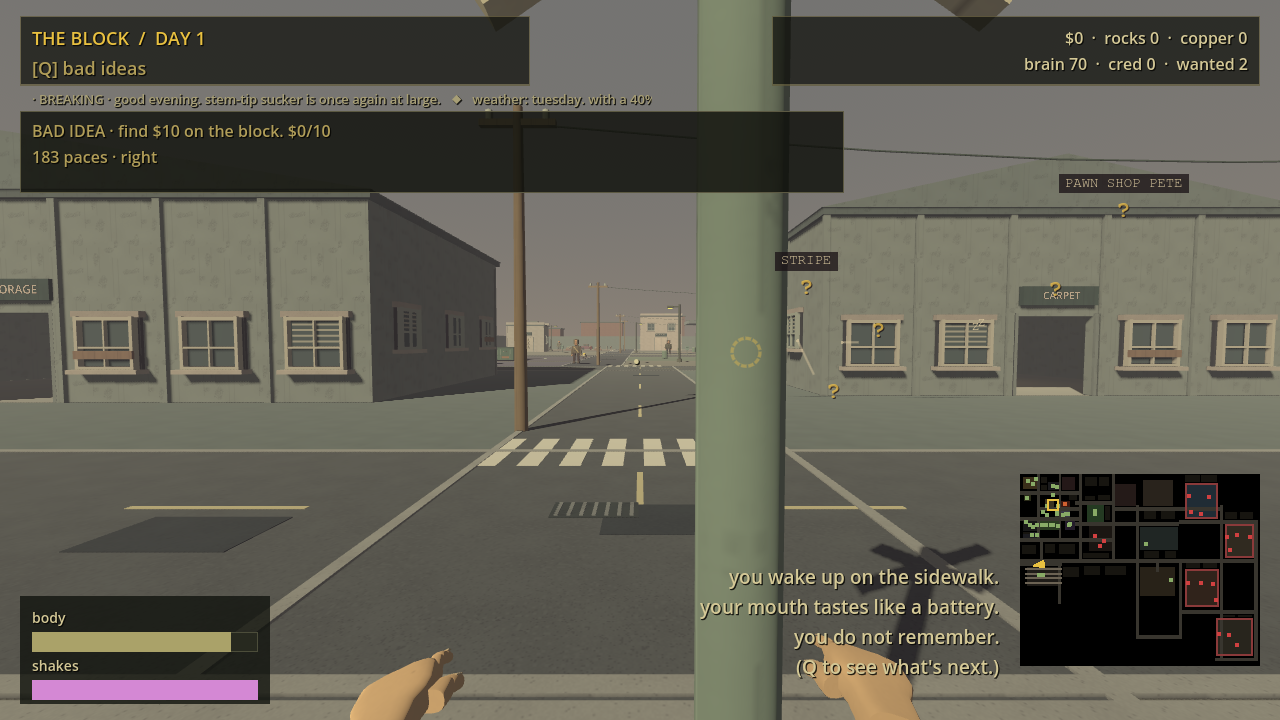 THE BLOCK / DAY 1
[Q] bad ideas
$0 · rocks 0 · copper 0
brain 70 · cred 0 · wanted 2
· BREAKING · good evening. stem-tip sucker is once again at large. ◆ weather: tuesday. with a 40%
BAD IDEA · find $10 on the block. $0/10
183 paces · right
PAWN SHOP PETE
?
STRIPE
?
?
ORAGE
CARPET
?
?
you wake up on the sidewalk.
your mouth tastes like a battery.
you do not remember.
(Q to see what's next.)
body
shakes